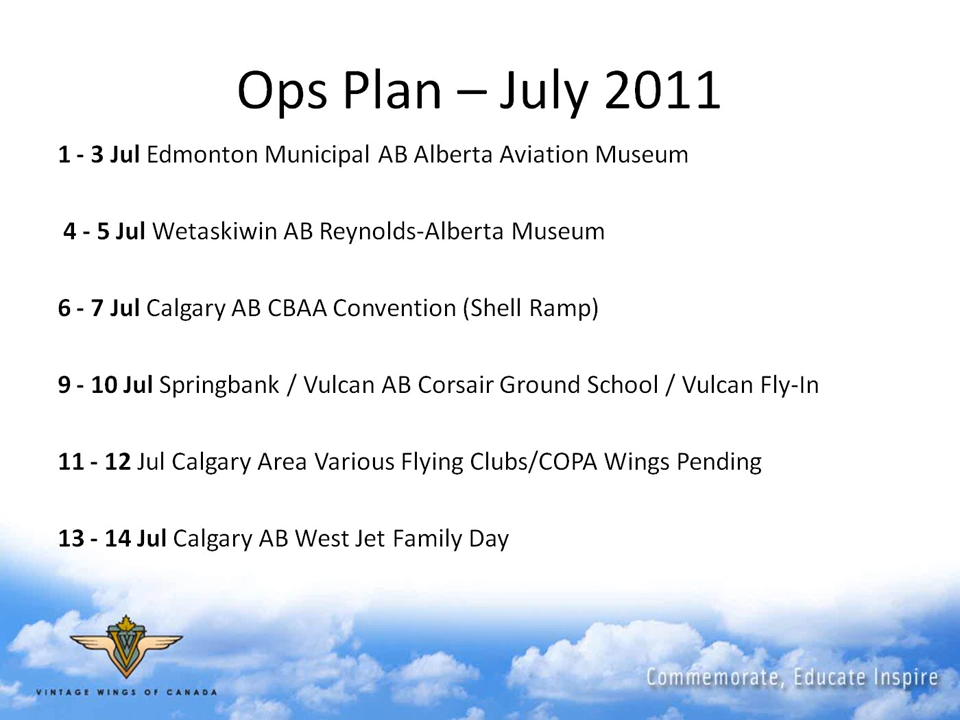 Ops Plan – July 2011
1 - 3 Jul Edmonton Municipal AB Alberta Aviation Museum
4 - 5 Jul Wetaskiwin AB Reynolds-Alberta Museum
6 - 7 Jul Calgary AB CBAA Convention (Shell Ramp)
9 - 10 Jul Springbank / Vulcan AB Corsair Ground School / Vulcan Fly-In
11 - 12 Jul Calgary Area Various Flying Clubs/COPA Wings Pending
13 - 14 Jul Calgary AB West Jet Family Day
VINTAGE WINGS OF CANADA
Commemorate, Educate Inspire